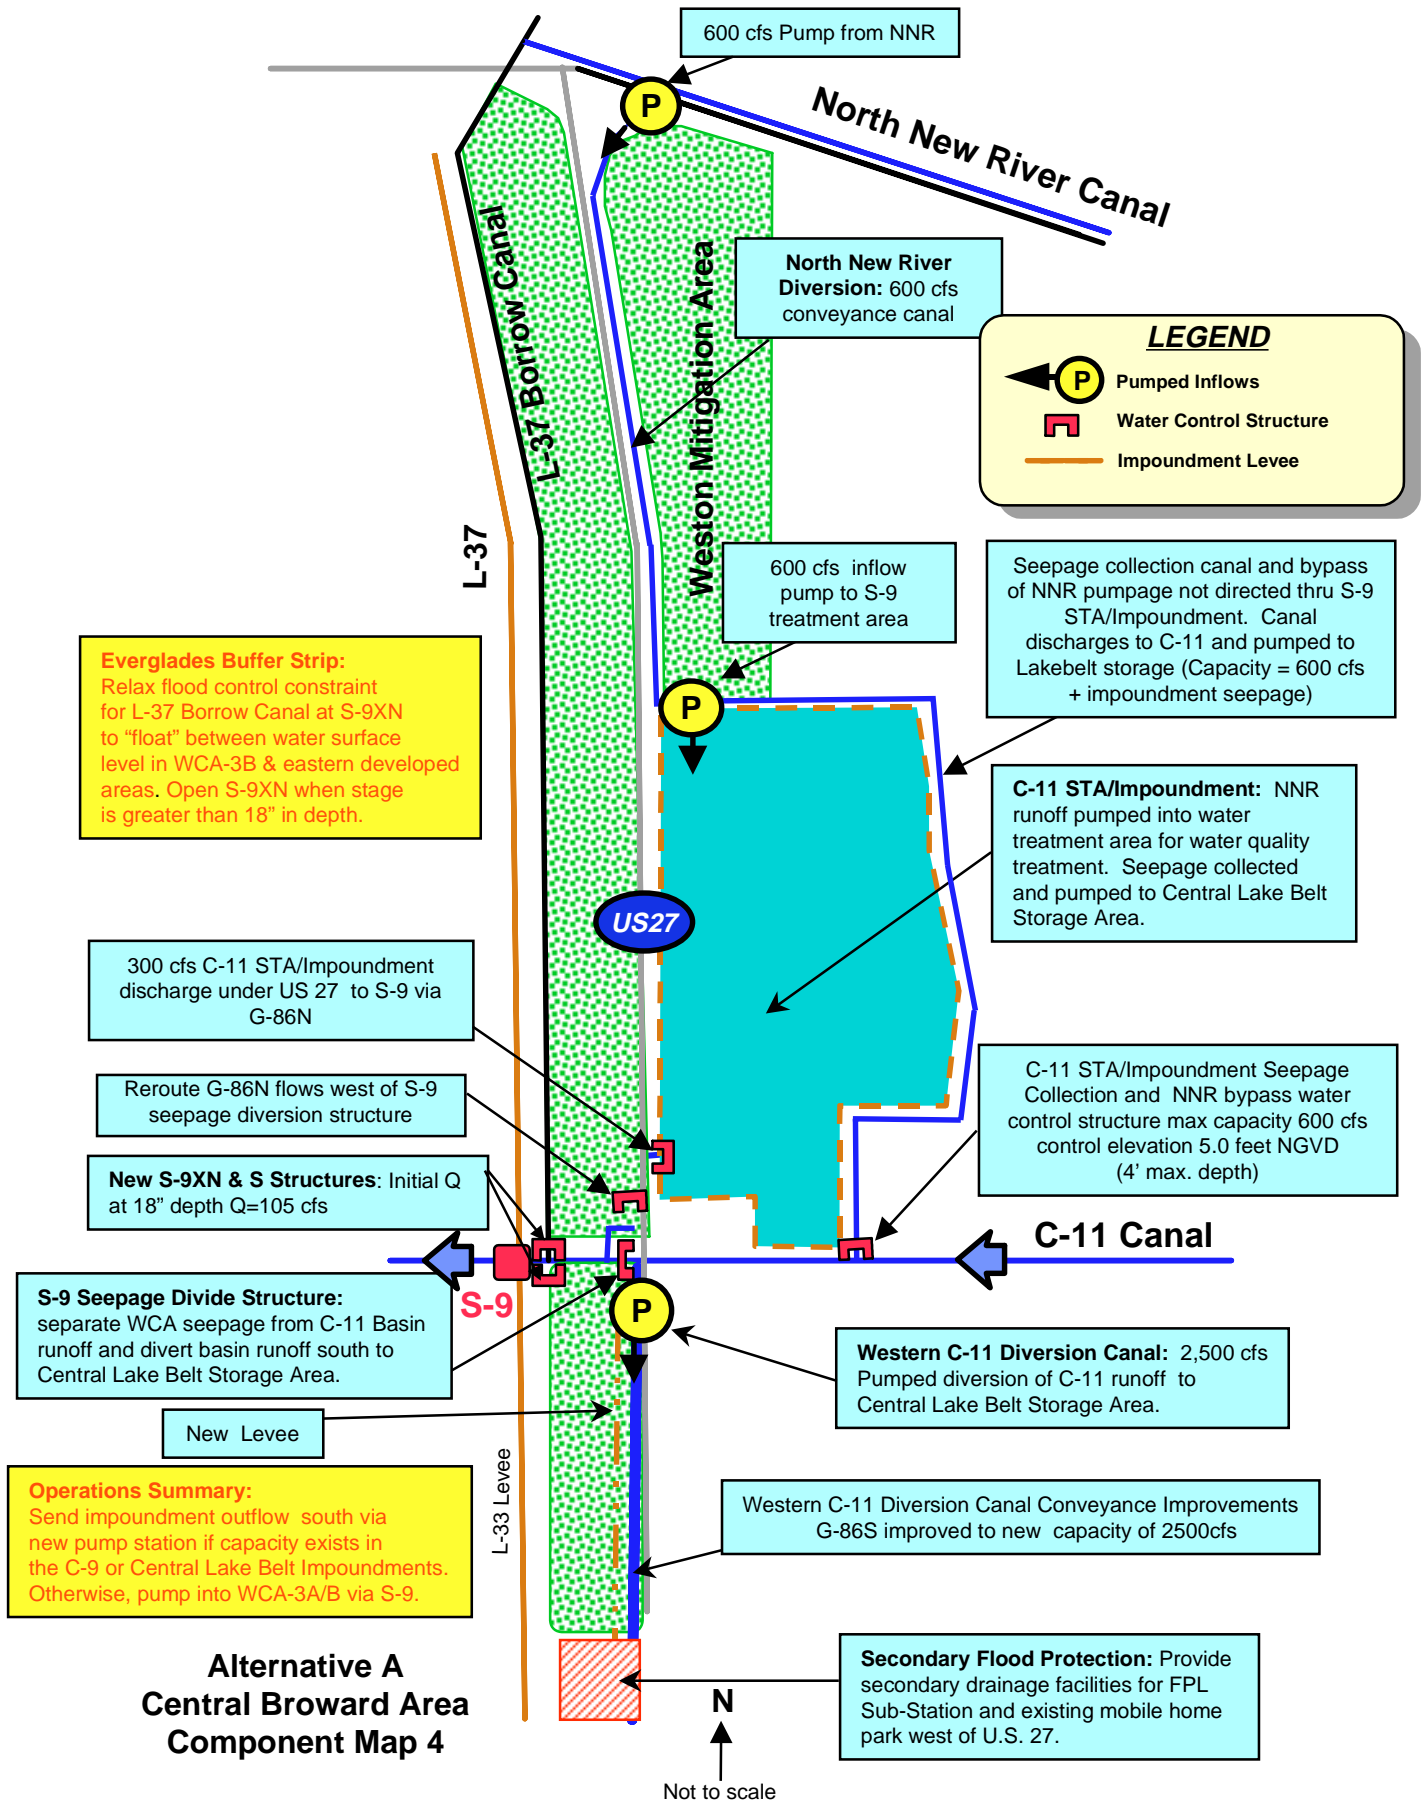 600 cfs Pump from NNR
P
North New River Canal
L-37 Borrow Canal
Weston Mitigation Area
North New River
Diversion: 600 cfs
conveyance canal
LEGEND
P
Pumped Inflows
Water Control Structure
Impoundment Levee
L-37
600 cfs inflow
pump to S-9
treatment area
Seepage collection canal and bypass
of NNR pumpage not directed thru S-9
STA/Impoundment. Canal
discharges to C-11 and pumped to
Lakebelt storage (Capacity = 600 cfs
+ impoundment seepage)
Everglades Buffer Strip:
Relax flood control constraint
for L-37 Borrow Canal at S-9XN
to “float” between water surface
level in WCA-3B & eastern developed
areas. Open S-9XN when stage
is greater than 18” in depth.
P
C-11 STA/Impoundment: NNR
runoff pumped into water
treatment area for water quality
treatment. Seepage collected
and pumped to Central Lake Belt
Storage Area.
US27
300 cfs C-11 STA/Impoundment
discharge under US 27 to S-9 via
G-86N
Reroute G-86N flows west of S-9
seepage diversion structure
C-11 STA/Impoundment Seepage
Collection and NNR bypass water
control structure max capacity 600 cfs
control elevation 5.0 feet NGVD
(4’ max. depth)
New S-9XN & S Structures: Initial Q
at 18” depth Q=105 cfs
C-11 Canal
S-9
S-9 Seepage Divide Structure:
separate WCA seepage from C-11 Basin
runoff and divert basin runoff south to
Central Lake Belt Storage Area.
P
Western C-11 Diversion Canal: 2,500 cfs
Pumped diversion of C-11 runoff to
Central Lake Belt Storage Area.
New Levee
L-33 Levee
Operations Summary:
Send impoundment outflow south via
new pump station if capacity exists in
the C-9 or Central Lake Belt Impoundments.
Otherwise, pump into WCA-3A/B via S-9.
Western C-11 Diversion Canal Conveyance Improvements
G-86S improved to new capacity of 2500cfs
Secondary Flood Protection: Provide
secondary drainage facilities for FPL
Sub-Station and existing mobile home
park west of U.S. 27.
Alternative A
Central Broward Area
Component Map 4
N
Not to scale